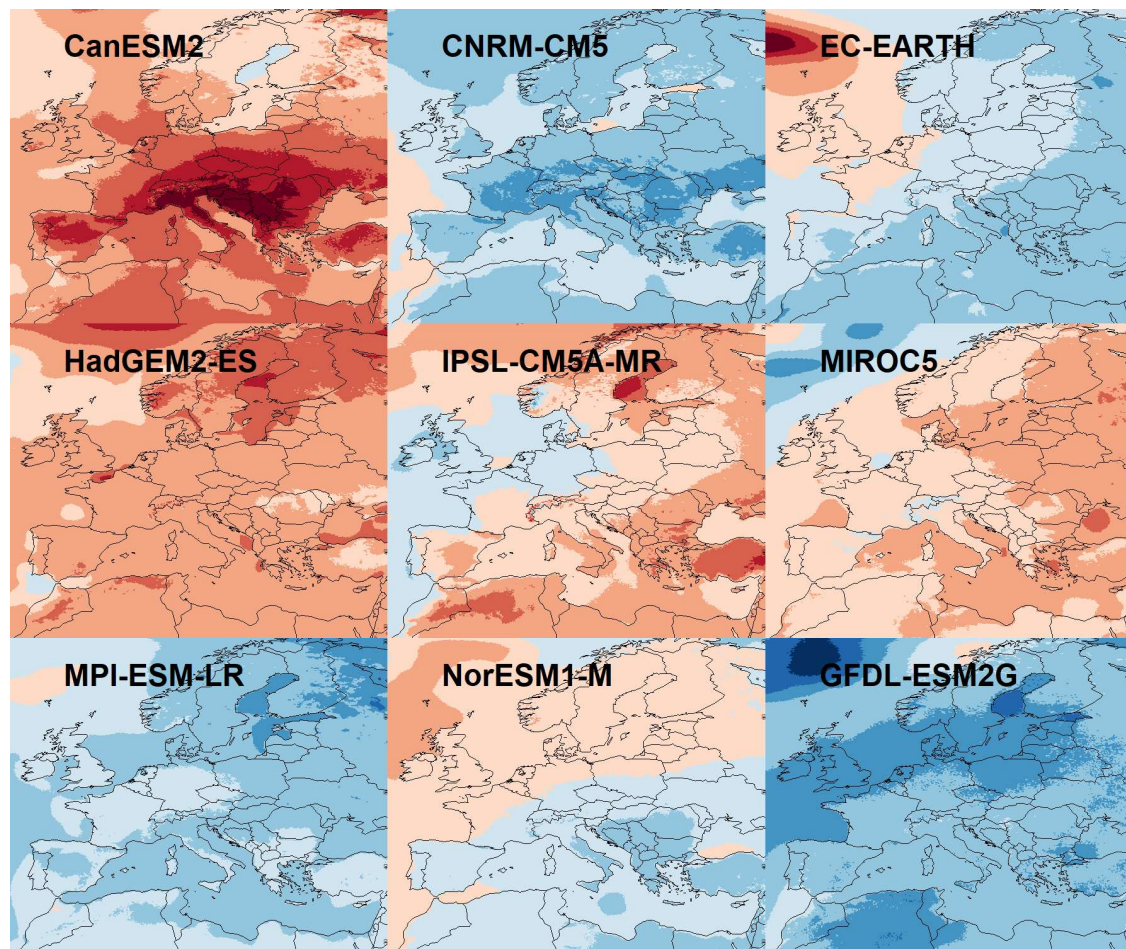 CanESM2
CNRM-CM5
EC-EARTH
HadGEM2-ES
IPSL-CM5A-MR
MIROC5
MPI-ESM-LR
NorESM1-M
GFDL-ESM2G